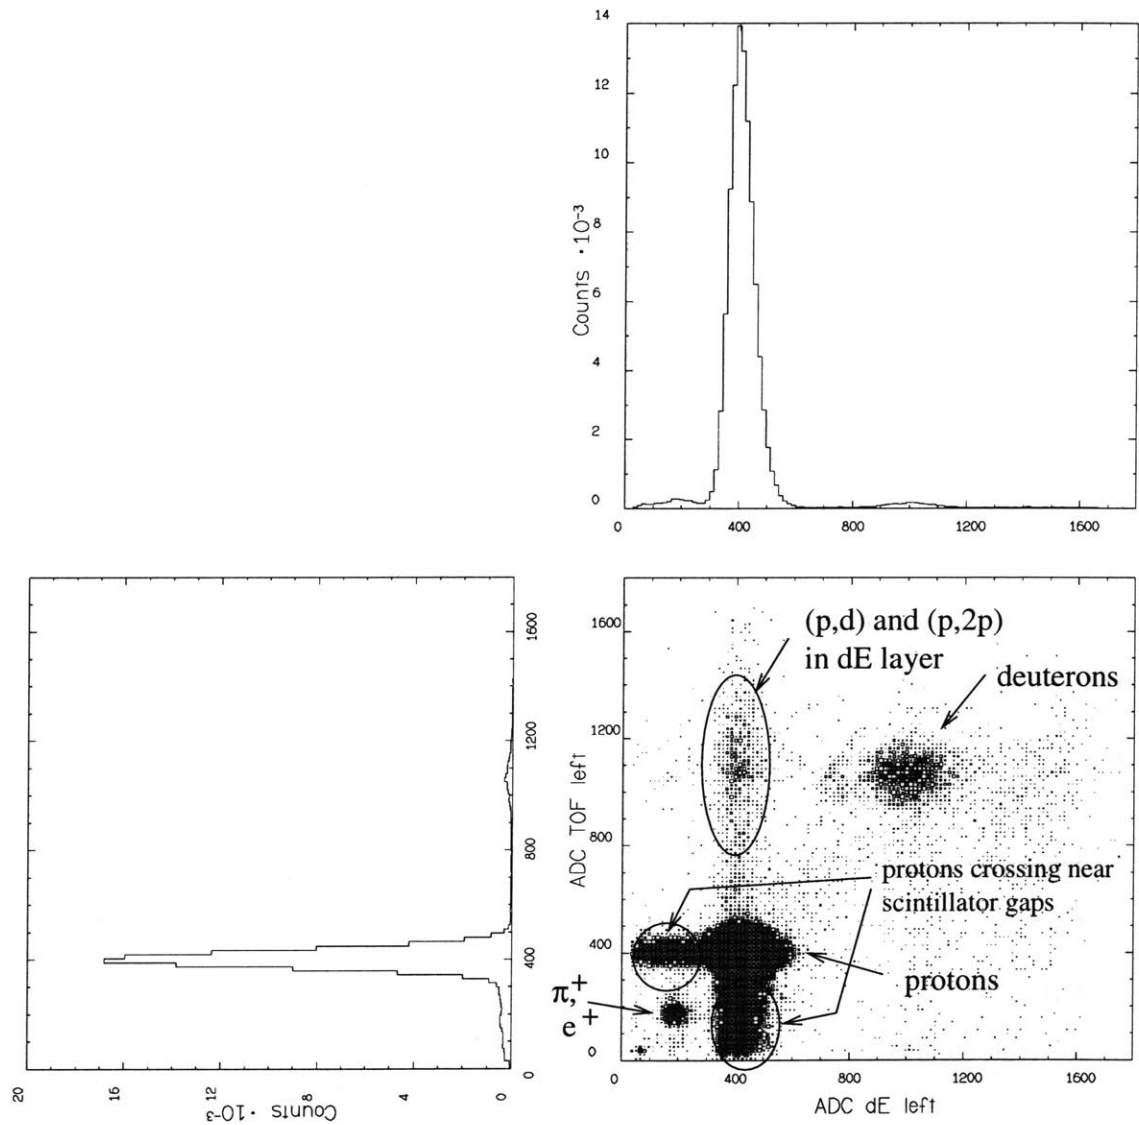 14
12
10
8
6
4
2
0
Counts ·10⁻³
0 400 800 1200 1600
1600
1200
800
400
0
20 16 12 8 4 0
Counts · 10⁻³
(p,d) and (p,2p)
in dE layer
deuterons
protons crossing near
scintillator gaps
protons
π,⁺
e⁺
1600
1200
800
400
0
ADC TOF left
0 400 800 1200 1600
ADC dE left